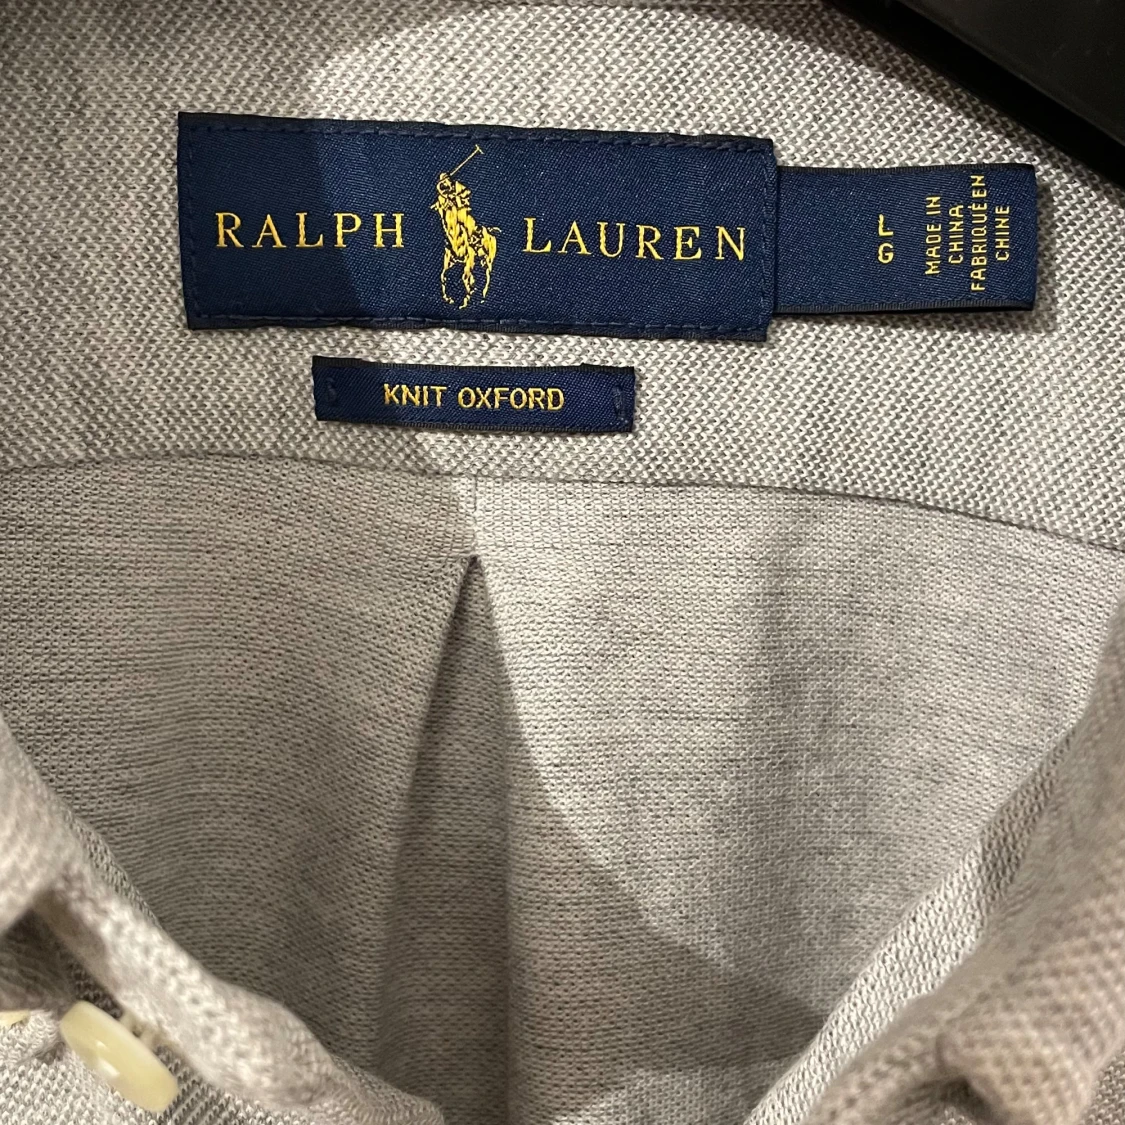 RALPH LAUREN
L G
MADE IN
CHINA
FABRIQUÉ EN
CHINE
KNIT OXFORD